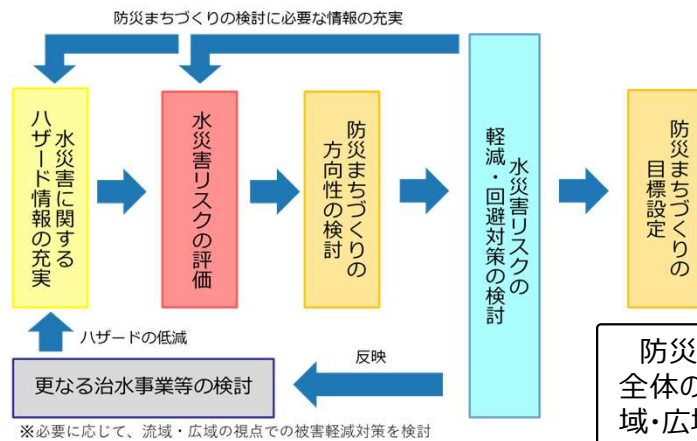 防災まちづくりの検討に必要な情報の充実
水災害に関する
ハザード情報の充実
水災害リスクの評価
防災まちづくりの
方向性の検討
水災害リスクの
軽減・回避対策の検討
防災まちづくりの
目標設定
ハザードの低減
更なる治水事業等の検討
反映
※必要に応じて、流域・広域の視点での被害軽減対策を検討
防災
全体の
域・広域